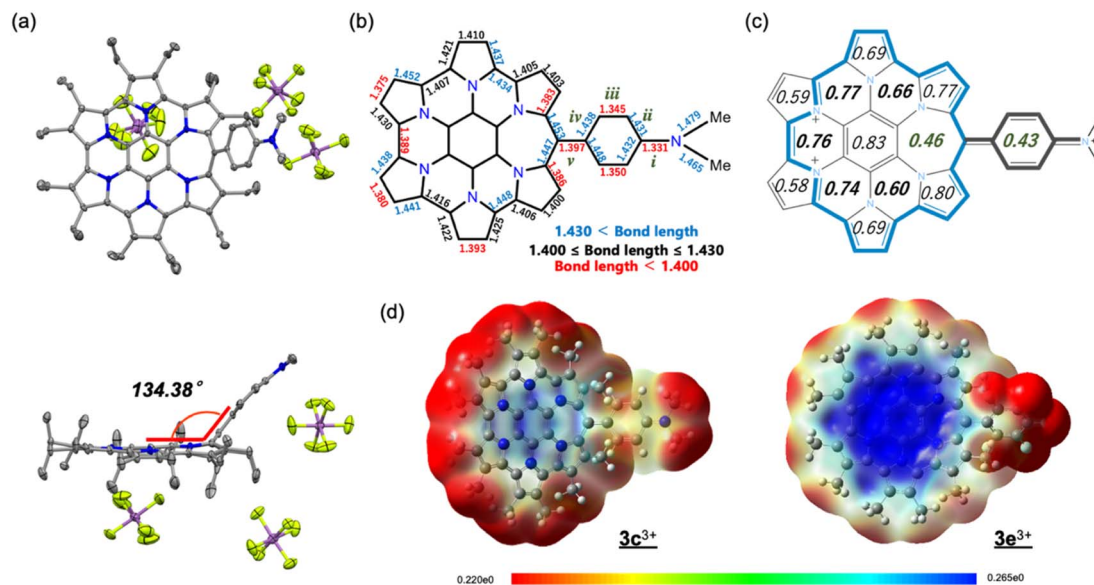 (a)
134.38°
(b)
1.410
1.421
1.437
1.452
1.407
1.434
1.405
1.403
1.375
1.383
1.430
1.389
1.453
1.447
1.438
1.386
1.380
1.441
1.416
1.448
1.406
1.400
1.422
1.425
1.393
N
N
N
N
N
N
iii
1.345
iv
1.438
1.431
ii
1.397
v
1.448
1.432
1.331
i
1.350
1.479
N
Me
1.465
Me
1.430 < Bond length
1.400 ≤ Bond length ≤ 1.430
Bond length < 1.400
(c)
0.69
0.59
0.77
0.66
0.77
0.76
0.83
0.46
0.43
0.58
0.74
0.60
0.80
0.69
N
N
+
N
N
+
N
N
N
+
(d)
3c3+
3e3+
0.220e0
0.265e0